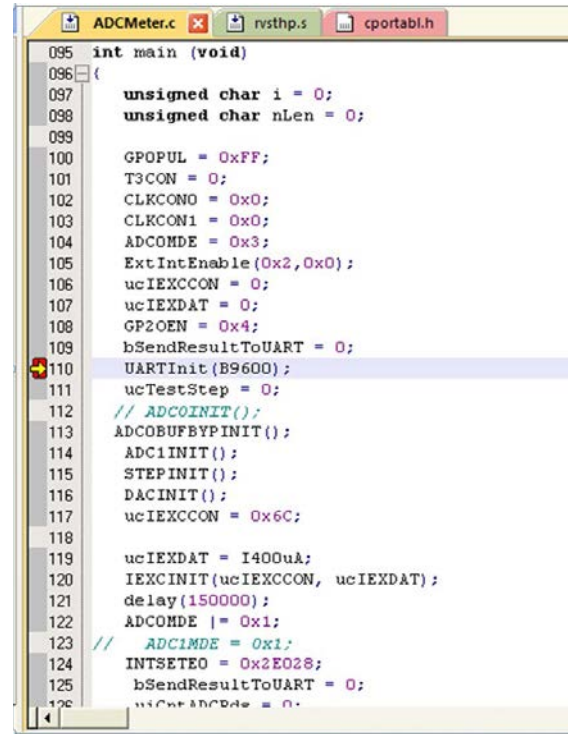 ADCMeter.c rvsthp.s cportabl.h
095 int main (void)
096 {
097 unsigned char i = 0;
098 unsigned char nLen = 0;
099
100 GPOPUL = 0xFF;
101 T3CON = 0;
102 CLKCON0 = 0x0;
103 CLKCON1 = 0x0;
104 ADC0MDE = 0x3;
105 ExtIntEnable(0x2,0x0);
106 ucIEXCCON = 0;
107 ucIEXDAT = 0;
108 GP2OEN = 0x4;
109 bSendResultToUART = 0;
110 UARTInit(B9600);
111 ucTestStep = 0;
112 // ADC0INIT();
113 ADC0BUFBYPINIT();
114 ADC1INIT();
115 STEPINIT();
116 DACINIT();
117 ucIEXCCON = 0x6C;
118
119 ucIEXDAT = I400uA;
120 IEXCINIT(ucIEXCCON, ucIEXDAT);
121 delay(150000);
122 ADC0MDE |= 0x1;
123 // ADC1MDE = 0x1;
124 INTSETE0 = 0x2E028;
125 bSendResultToUART = 0;
126 uiCntADCRds = 0;